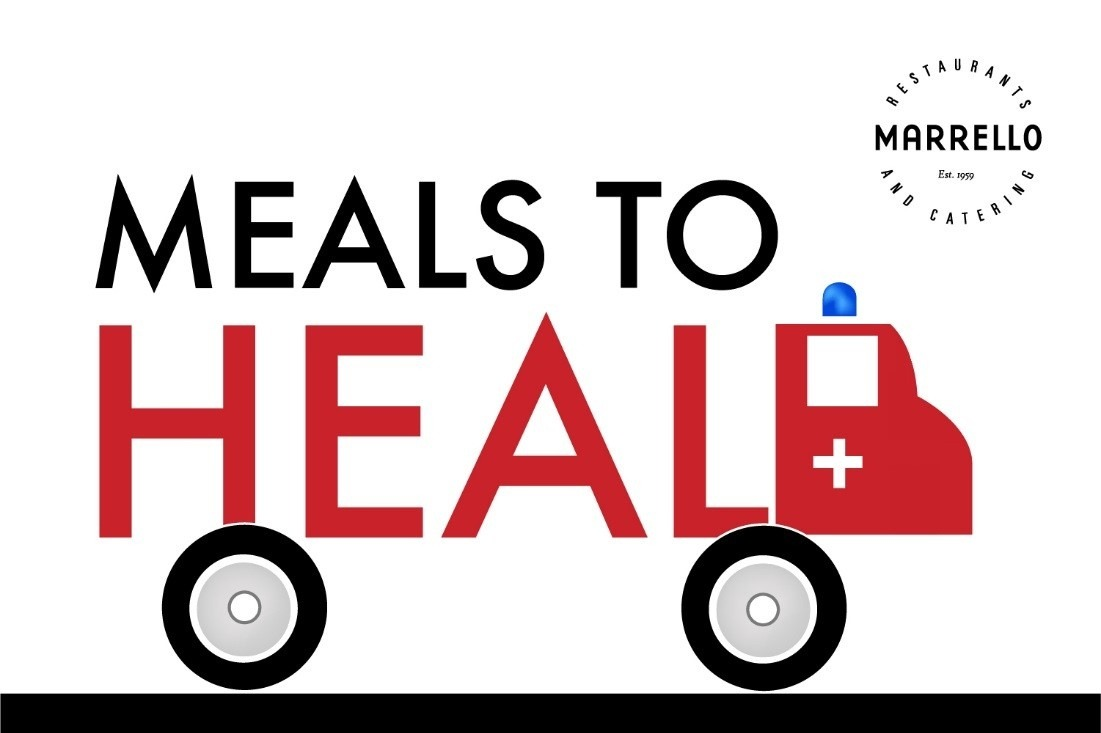 RESTAURANTS
MARRELLO
Est. 1959
AND CATERING
MEALS TO
HEAL